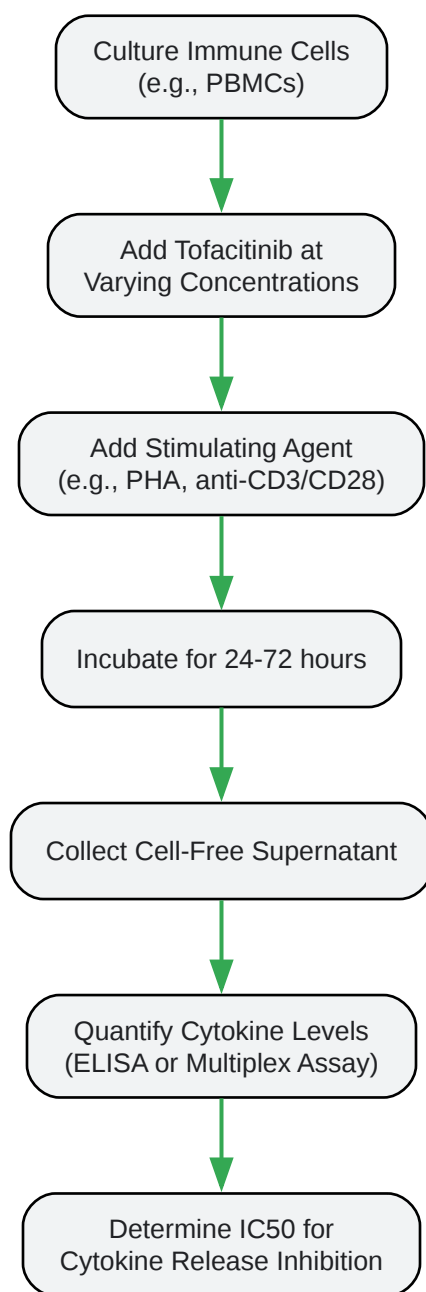 Culture Immune Cells
(e.g., PBMCs)
Add Tofacitinib at
Varying Concentrations
Add Stimulating Agent
(e.g., PHA, anti-CD3/CD28)
Incubate for 24-72 hours
Collect Cell-Free Supernatant
Quantify Cytokine Levels
(ELISA or Multiplex Assay)
Determine IC50 for
Cytokine Release Inhibition